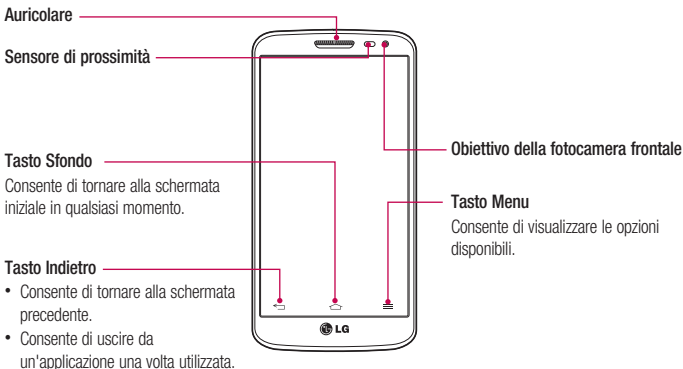 Auricolare
Sensore di prossimità
Obiettivo della fotocamera frontale
Tasto Sfondo
Consente di tornare alla schermata
iniziale in qualsiasi momento.
Tasto Menu
Consente di visualizzare le opzioni
disponibili.
Tasto Indietro
• Consente di tornare alla schermata
precedente.
• Consente di uscire da
un'applicazione una volta utilizzata.
LG